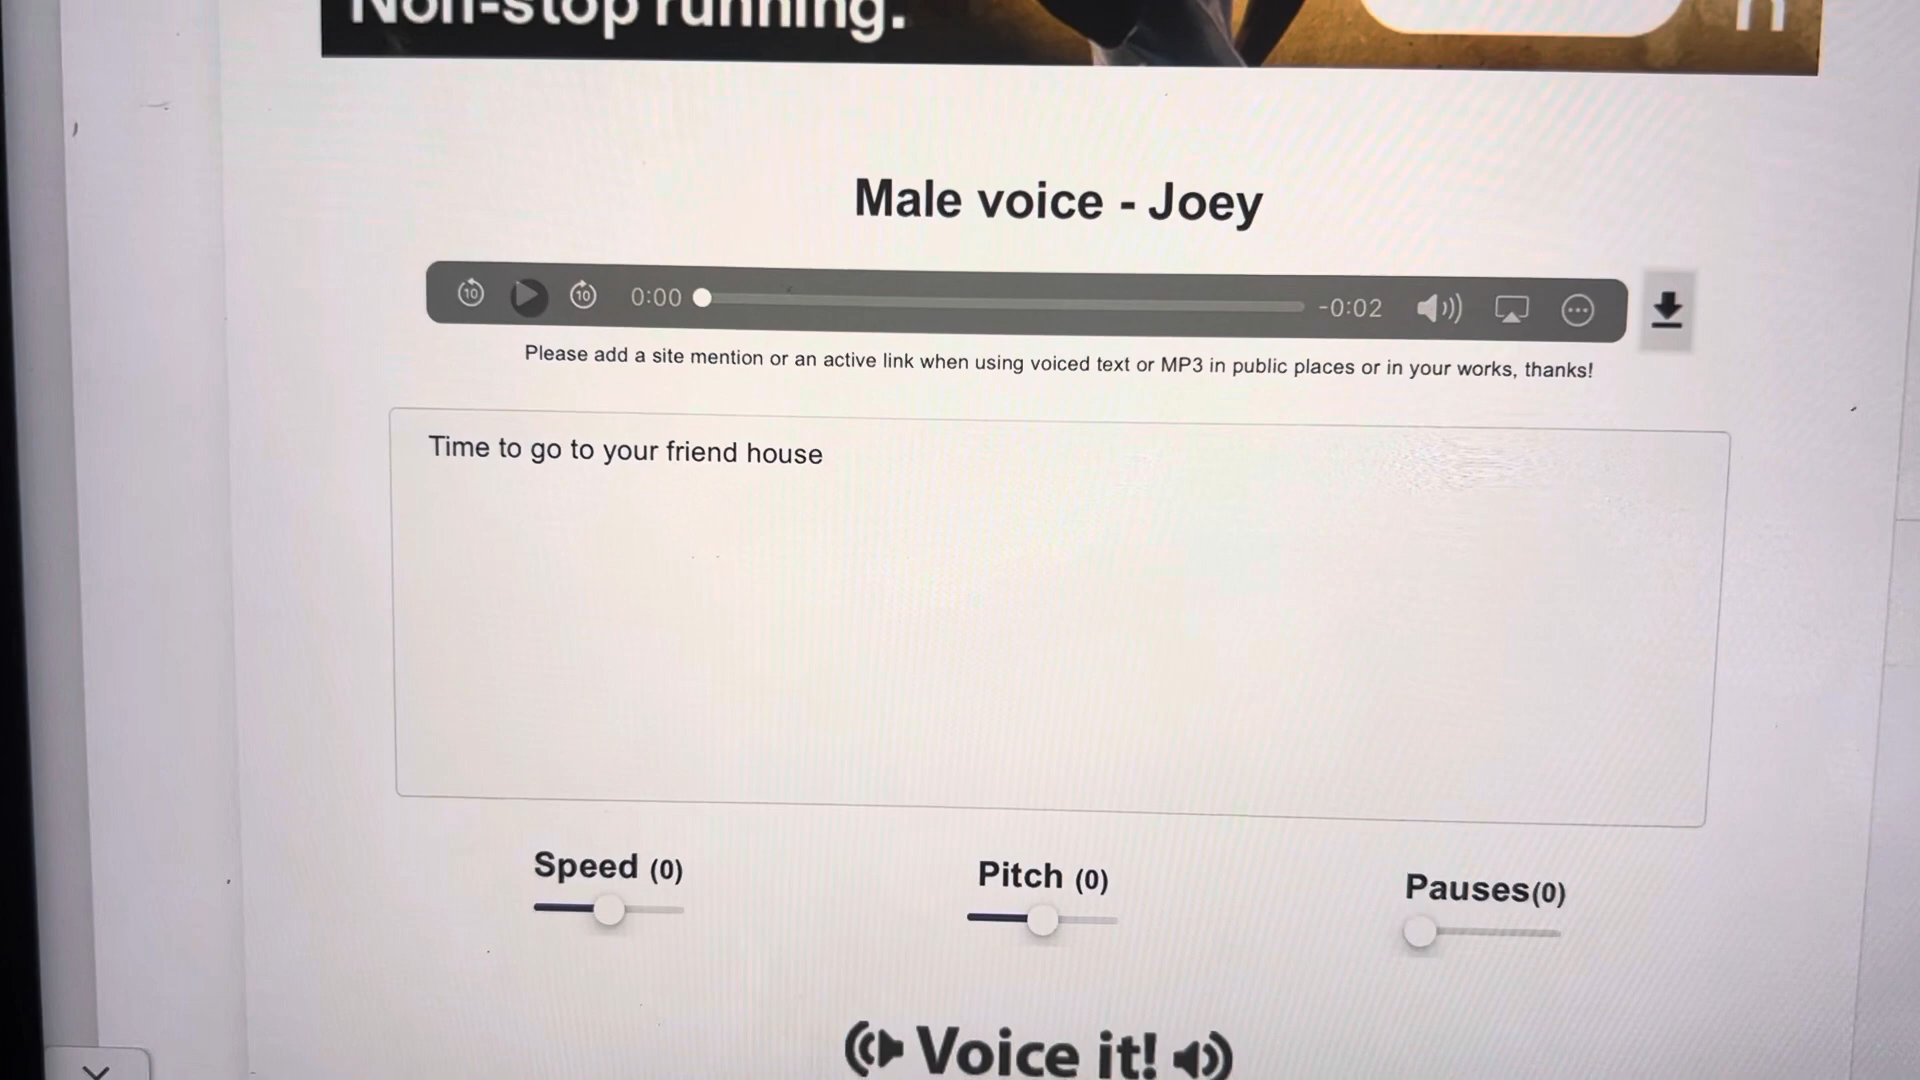 Non-stop running.
Male voice - Joey
10
10
0:00
-0:02
Please add a site mention or an active link when using voiced text or MP3 in public places or in your works, thanks!
Time to go to your friend house
Speed (0)
Pitch (0)
Pauses(0)
Voice it!